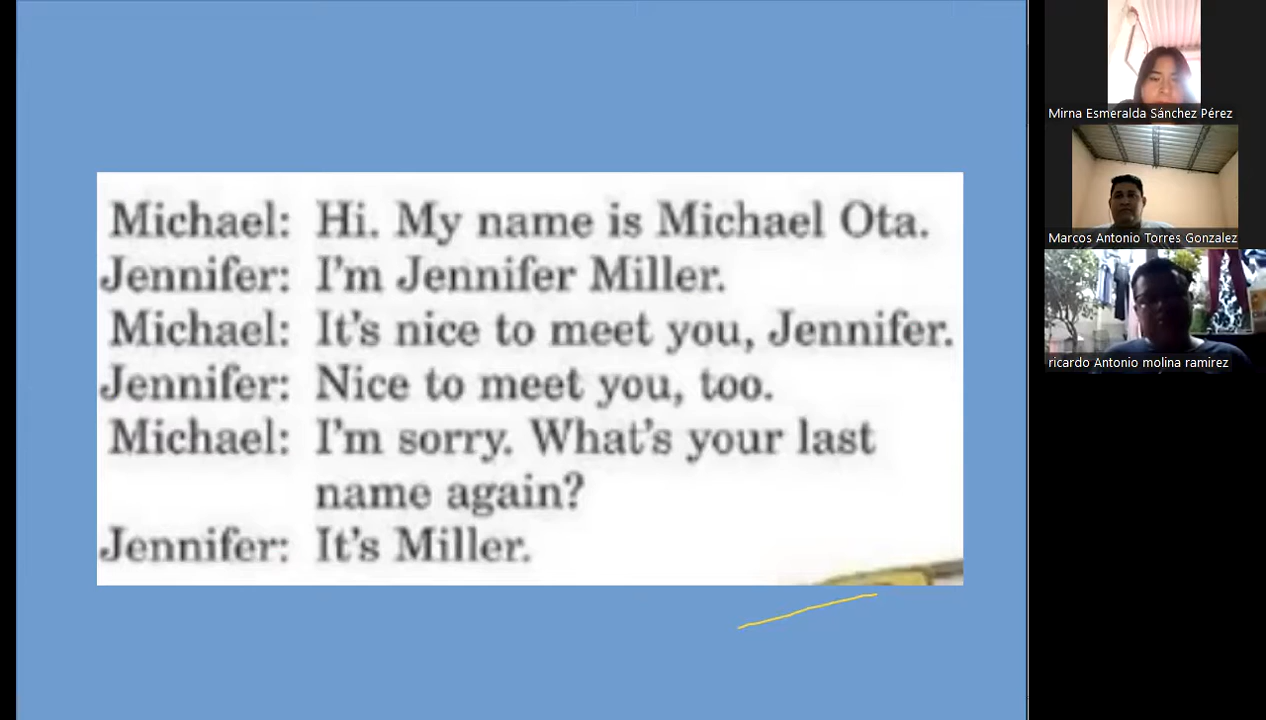 Michael: Hi. My name is Michael Ota.
Jennifer: I'm Jennifer Miller.
Michael: It's nice to meet you, Jennifer.
Jennifer: Nice to meet you, too.
Michael: I'm sorry. What's your last
name again?
Jennifer: It's Miller.
Mirna Esmeralda Sánchez Pérez
Marcos Antonio Torres Gonzalez
ricardo Antonio molina ramirez